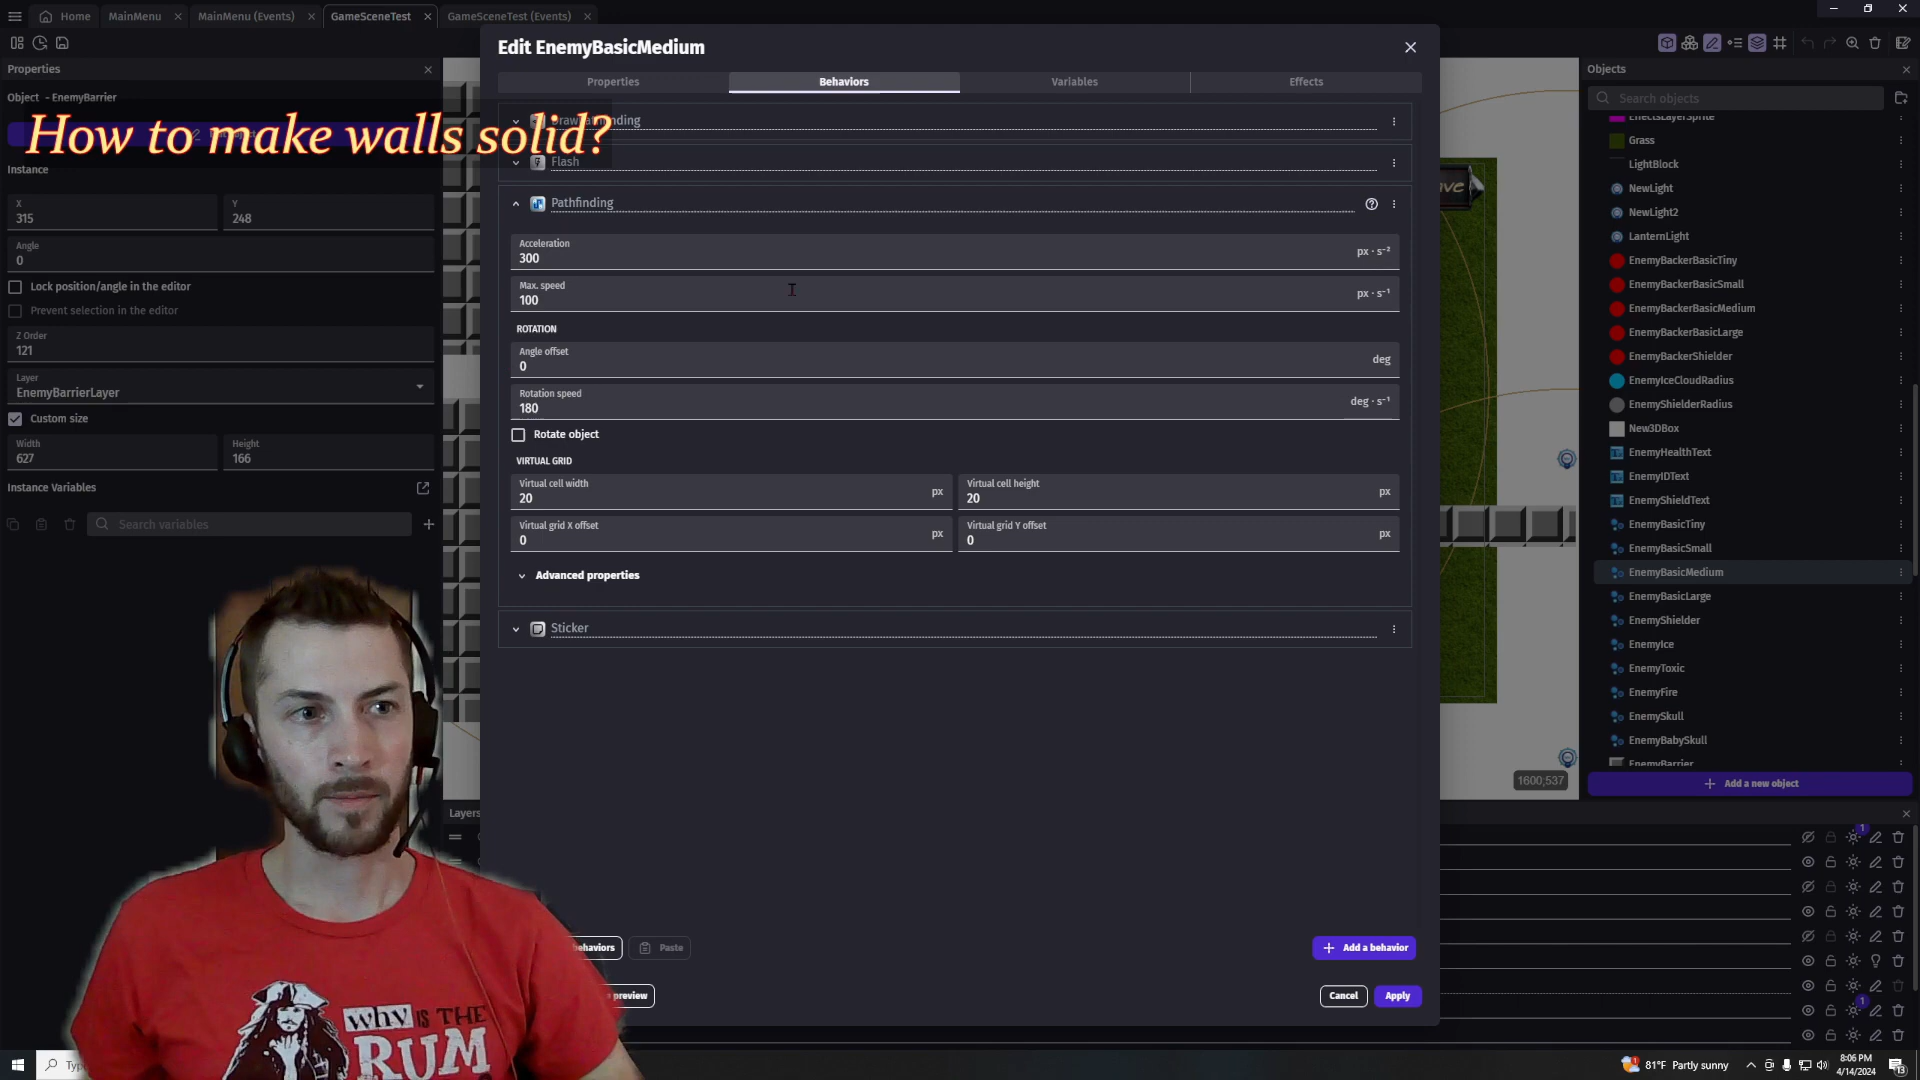 Home
MainMenu
MainMenu (Events)
GameSceneTest
GameSceneTest (Events)
Properties
Object - EnemyBarrier
How to make walls solid?
Instance
X
315
Y
248
Angle
0
Lock position/angle in the editor
Prevent selection in the editor
Z Order
121
Layer
EnemyBarrierLayer
Custom size
Width
627
Height
166
Instance Variables
Search variables
Layers
Edit EnemyBasicMedium
Properties
Behaviors
Variables
Effects
Flash
Pathfinding
Acceleration
300
px · s⁻²
Max. speed
100
px · s⁻¹
ROTATION
Angle offset
0
deg
Rotation speed
180
deg · s⁻¹
Rotate object
VIRTUAL GRID
Virtual cell width
20
px
Virtual cell height
20
px
Virtual grid X offset
0
px
Virtual grid Y offset
0
px
Advanced properties
Sticker
behaviors
Paste
Add a behavior
preview
Cancel
Apply
1600;537
Objects
Search objects
EffectsLayerSprite
Grass
LightBlock
NewLight
NewLight2
LanternLight
EnemyBackerBasicTiny
EnemyBackerBasicSmall
EnemyBackerBasicMedium
EnemyBackerBasicLarge
EnemyBackerShielder
EnemyIceCloudRadius
EnemyShielderRadius
New3DBox
EnemyHealthText
EnemyIDText
EnemyShieldText
EnemyBasicTiny
EnemyBasicSmall
EnemyBasicMedium
EnemyBasicLarge
EnemyShielder
EnemyIce
EnemyToxic
EnemyFire
EnemySkull
EnemyBabySkull
EnemyBarrier
Add a new object
1
1
why IS THE
RUM
81°F Partly sunny
8:06 PM
4/14/2024
13